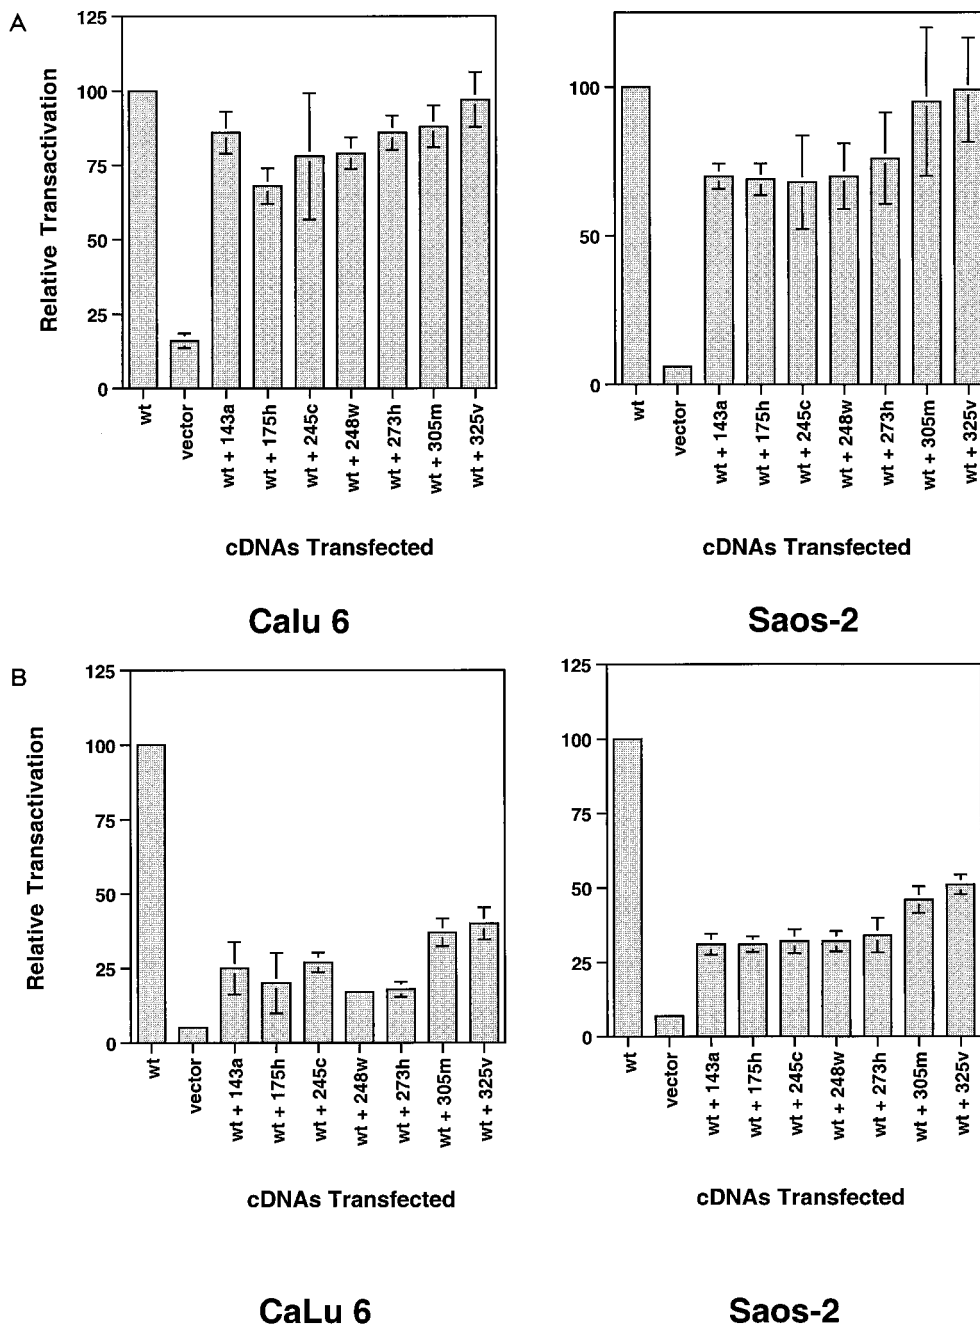 A
Relative Transactivation
125
100
75
50
25
0
wt
vector
wt + 143a
wt + 175h
wt + 245c
wt + 248w
wt + 273h
wt + 305m
wt + 325v
cDNAs Transfected
Calu 6
100
50
0
wt
vector
wt + 143a
wt + 175h
wt + 245c
wt + 248w
wt + 273h
wt + 305m
wt + 325v
cDNAs Transfected
Saos-2
B
Relative Transactivation
125
100
75
50
25
0
wt
vector
wt + 143a
wt + 175h
wt + 245c
wt + 248w
wt + 273h
wt + 305m
wt + 325v
cDNAs Transfected
CaLu 6
125
100
75
50
25
0
wt
vector
wt + 143a
wt + 175h
wt + 245c
wt + 248w
wt + 273h
wt + 305m
wt + 325v
cDNAs Transfected
Saos-2